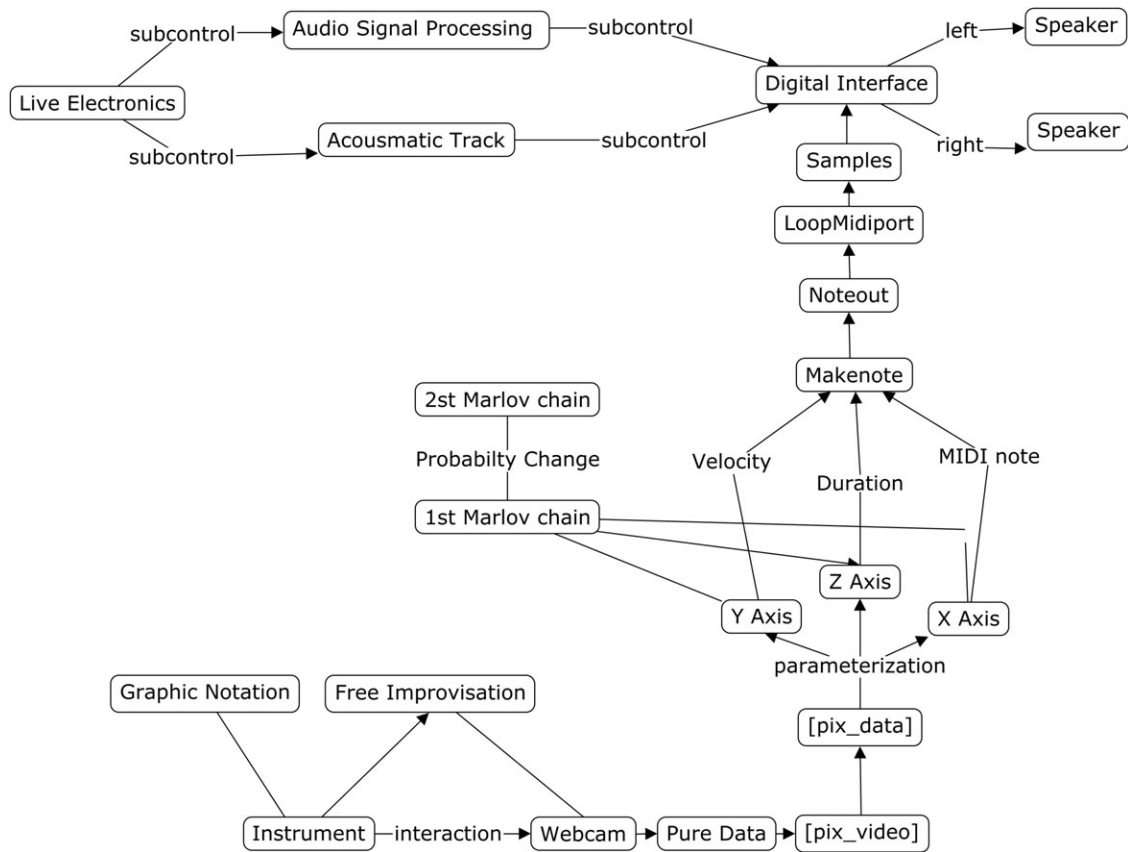 Audio Signal Processing
Speaker
left
subcontrol
subcontrol
Digital Interface
Live Electronics
Acousmatic Track
Speaker
subcontrol
subcontrol
right
Samples
LoopMidiport
Noteout
Makenote
2st Marlov chain
Probabilty Change
Velocity
MIDI note
Duration
1st Marlov chain
Z Axis
Y Axis
X Axis
parameterization
Graphic Notation
Free Improvisation
[pix_data]
Instrument
interaction
Webcam
Pure Data
[pix_video]